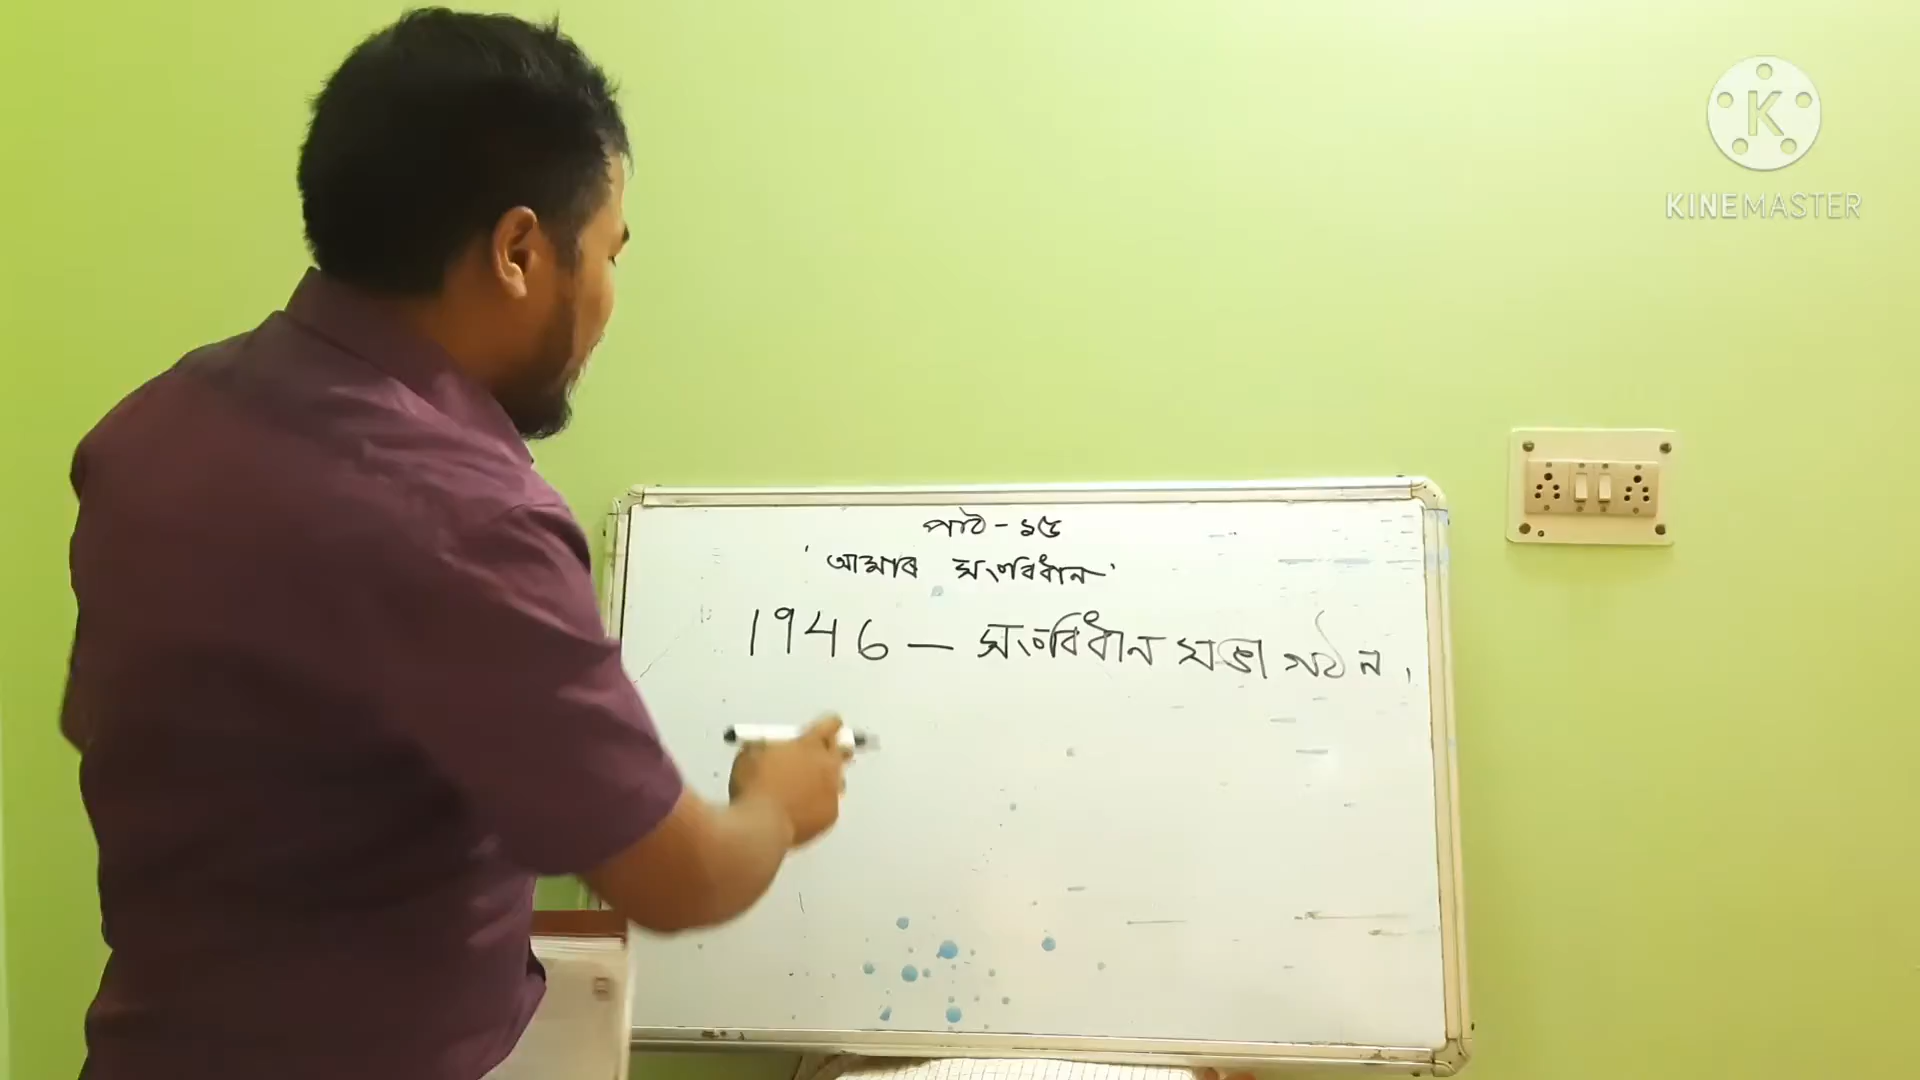 পাঠ - ১৫
'আমাৰ সংবিধান'
1946 — সংবিধান সভা গঠন,
K
KINEMASTER